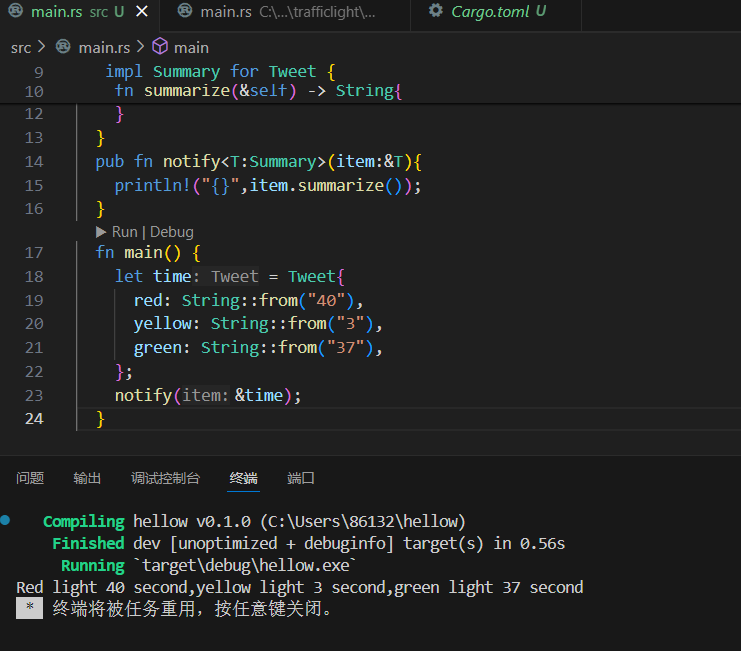 main.rs src U
main.rs C:\...\trafficlight\...
Cargo.toml U
src > main.rs > main
9 impl Summary for Tweet {
10 fn summarize(&self) -> String{
12 }
13 }
14 pub fn notify<T:Summary>(item:&T){
15 println!("{}",item.summarize());
16 }
Run | Debug
17 fn main() {
18 let time: Tweet = Tweet{
19 red: String::from("40"),
20 yellow: String::from("3"),
21 green: String::from("37"),
22 };
23 notify(item: &time);
24 }
问题 输出 调试控制台 终端 端口
Compiling hellow v0.1.0 (C:\Users\86132\hellow)
Finished dev [unoptimized + debuginfo] target(s) in 0.56s
Running `target\debug\hellow.exe`
Red light 40 second,yellow light 3 second,green light 37 second
* 终端将被任务重用，按任意键关闭。